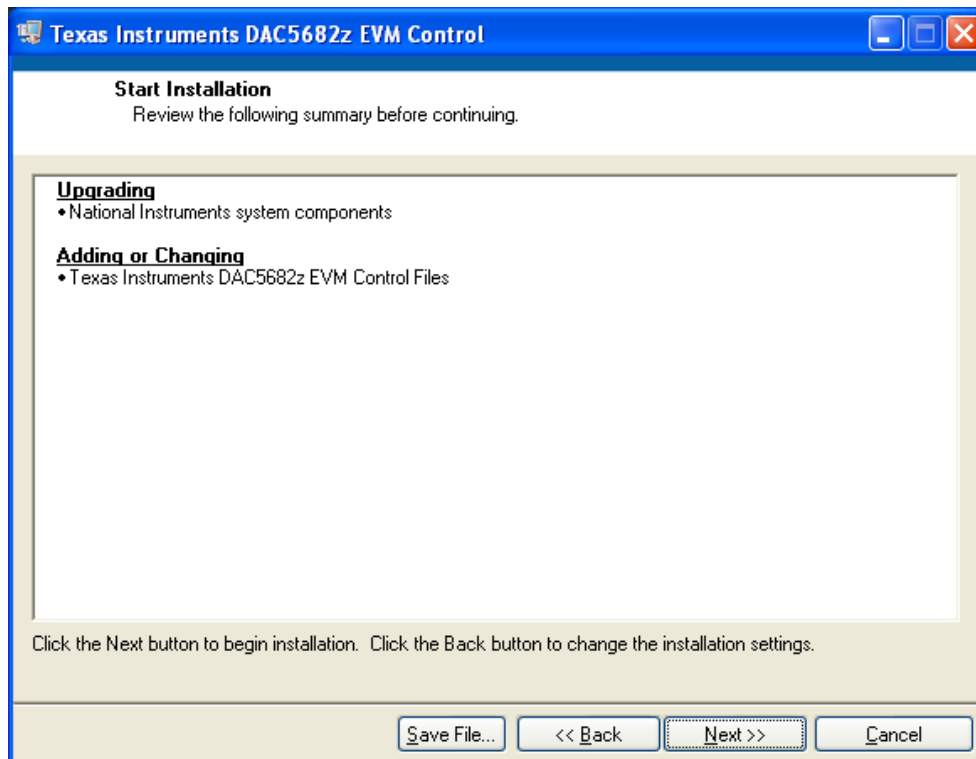 Texas Instruments DAC5682z EVM Control
Start Installation
Review the following summary before continuing.
Upgrading
• National Instruments system components
Adding or Changing
• Texas Instruments DAC5682z EVM Control Files
Click the Next button to begin installation.  Click the Back button to change the installation settings.
Save File...
<< Back
Next >>
Cancel